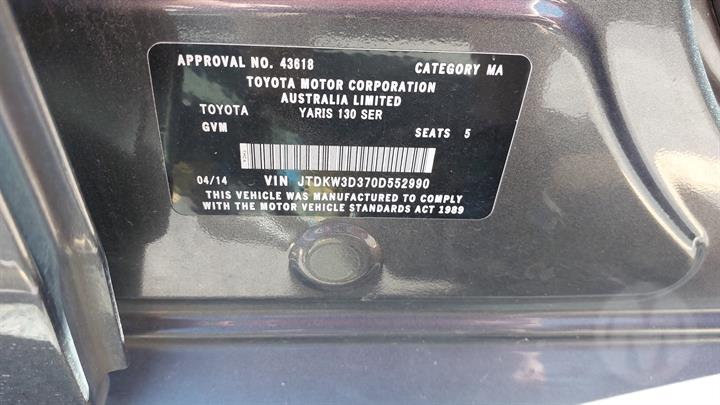 APPROVAL NO. 43618 CATEGORY MA
TOYOTA MOTOR CORPORATION
AUSTRALIA LIMITED
TOYOTA YARIS 130 SER
GVM SEATS 5
04/14 VIN JTDKW3D370D552990
THIS VEHICLE WAS MANUFACTURED TO COMPLY
WITH THE MOTOR VEHICLE STANDARDS ACT 1989